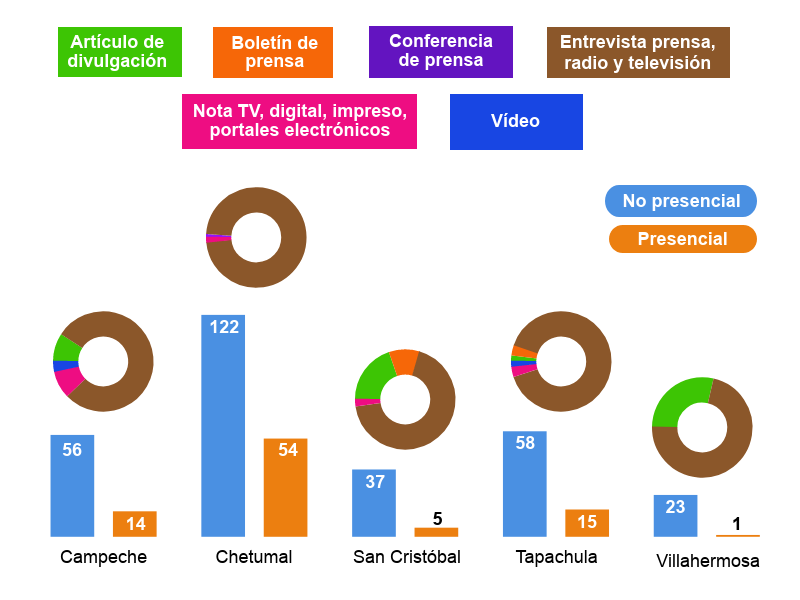 Artículo de
divulgación
Boletín de
prensa
Conferencia
de prensa
Entrevista prensa,
radio y televisión
Nota TV, digital, impreso,
portales electrónicos
Vídeo
No presencial
Presencial
122
56
14
54
37
5
58
15
23
1
Campeche
Chetumal
San Cristóbal
Tapachula
Villahermosa